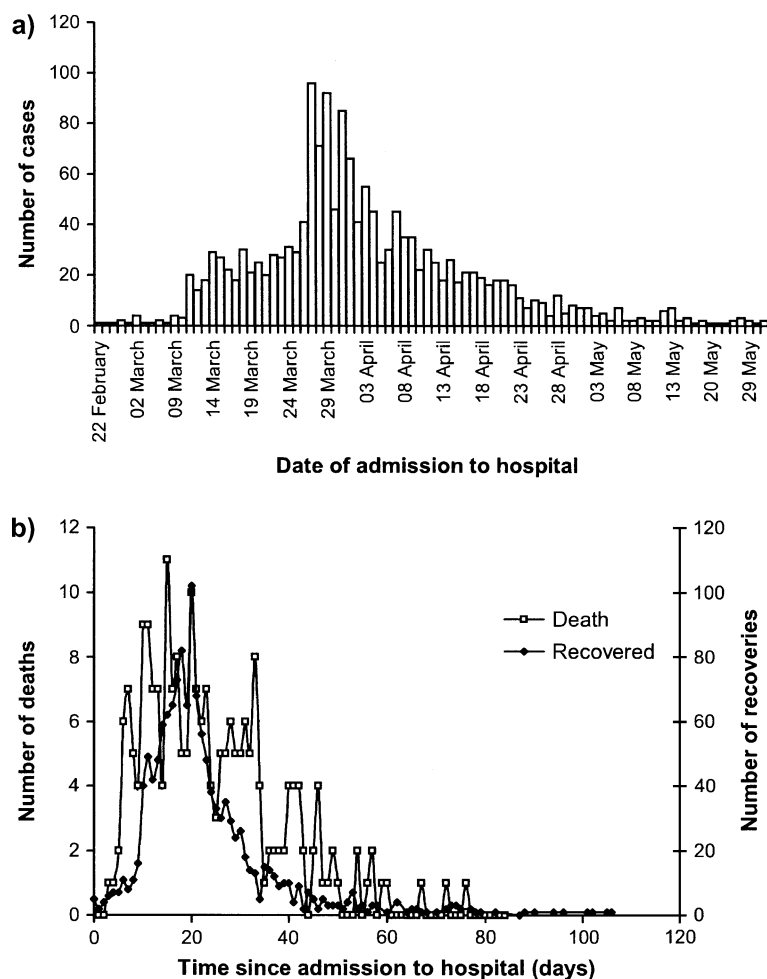 a)
120
100
80
60
40
20
0
Number of cases
22 February
02 March
09 March
14 March
19 March
24 March
29 March
03 April
08 April
13 April
18 April
23 April
28 April
03 May
08 May
13 May
20 May
29 May
Date of admission to hospital
b)
12
10
8
6
4
2
0
Number of deaths
120
100
80
60
40
20
0
Number of recoveries
Death
Recovered
0
20
40
60
80
100
120
Time since admission to hospital (days)